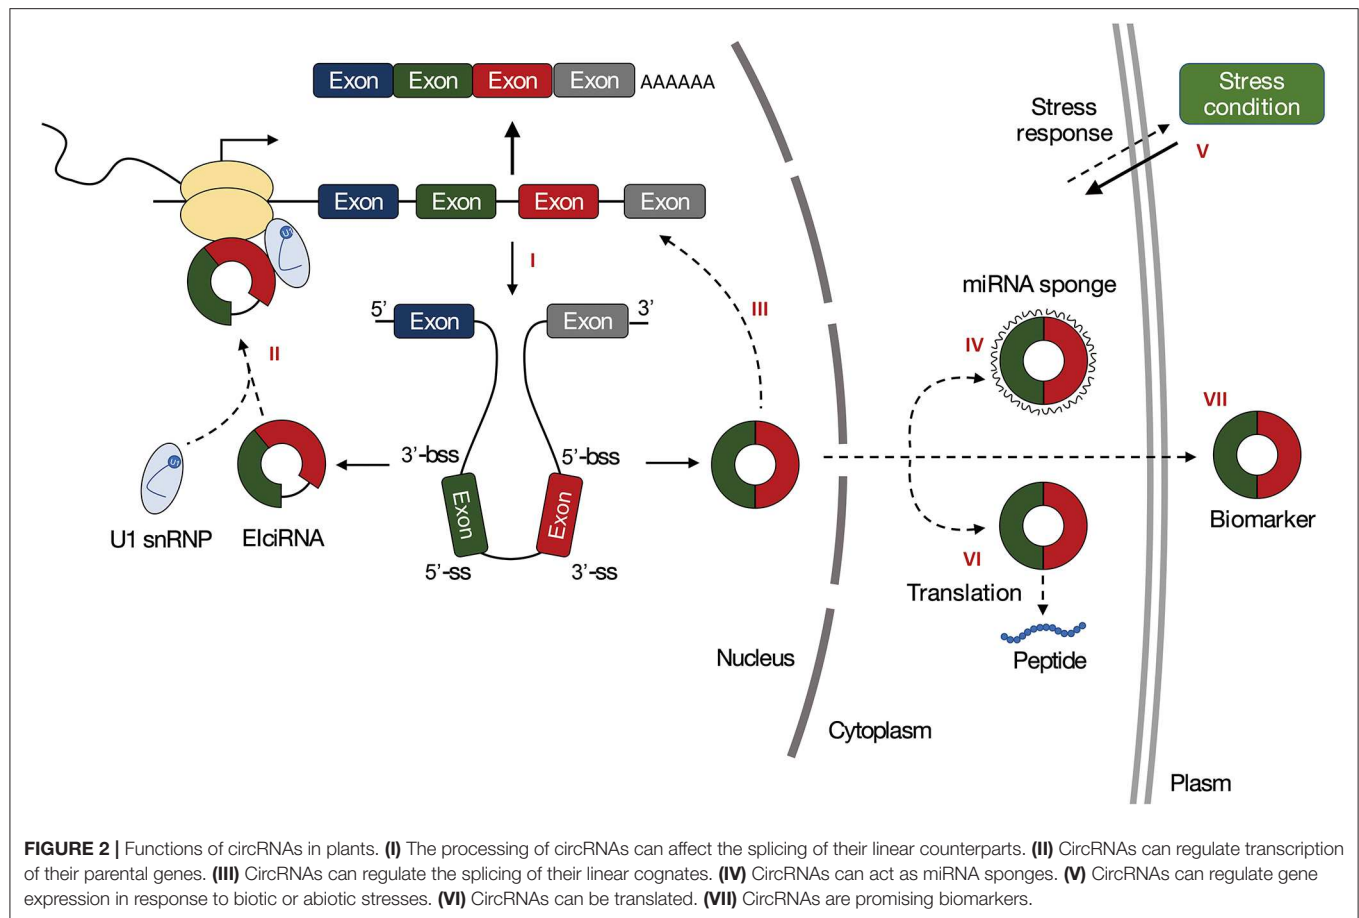 Exon Exon Exon Exon AAAAAA
Stress
condition
Stress
response
V
Exon Exon Exon Exon
U1
I
miRNA sponge
5’ Exon Exon 3’
III
IV
II
VII
3’-bss 5’-bss
U1
Exon Exon
Biomarker
U1 snRNP EIciRNA
VI
5’-ss 3’-ss
Translation
Nucleus
Peptide
Cytoplasm
Plasm
FIGURE 2 | Functions of circRNAs in plants. (I) The processing of circRNAs can affect the splicing of their linear counterparts. (II) CircRNAs can regulate transcription
of their parental genes. (III) CircRNAs can regulate the splicing of their linear cognates. (IV) CircRNAs can act as miRNA sponges. (V) CircRNAs can regulate gene
expression in response to biotic or abiotic stresses. (VI) CircRNAs can be translated. (VII) CircRNAs are promising biomarkers.